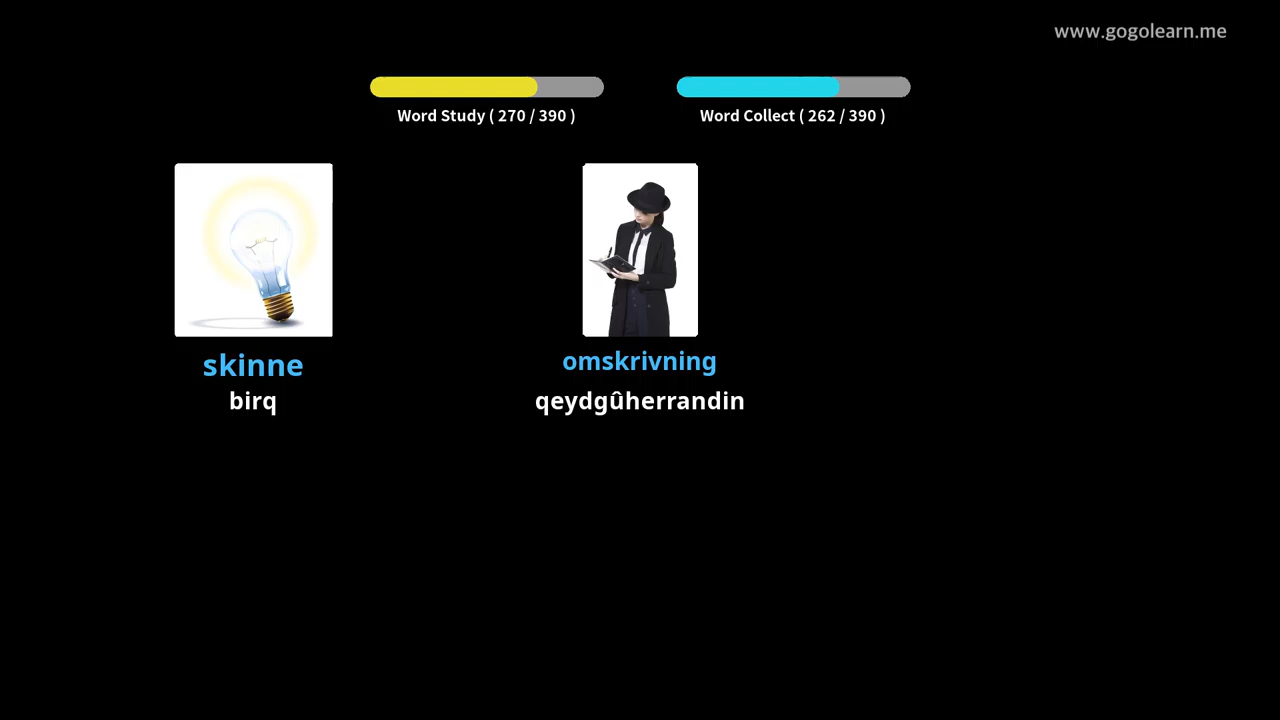 www.gogolearn.me
Word Study ( 270 / 390 )
Word Collect ( 262 / 390 )
skinne
omskrivning
birq
qeydgûherrandin